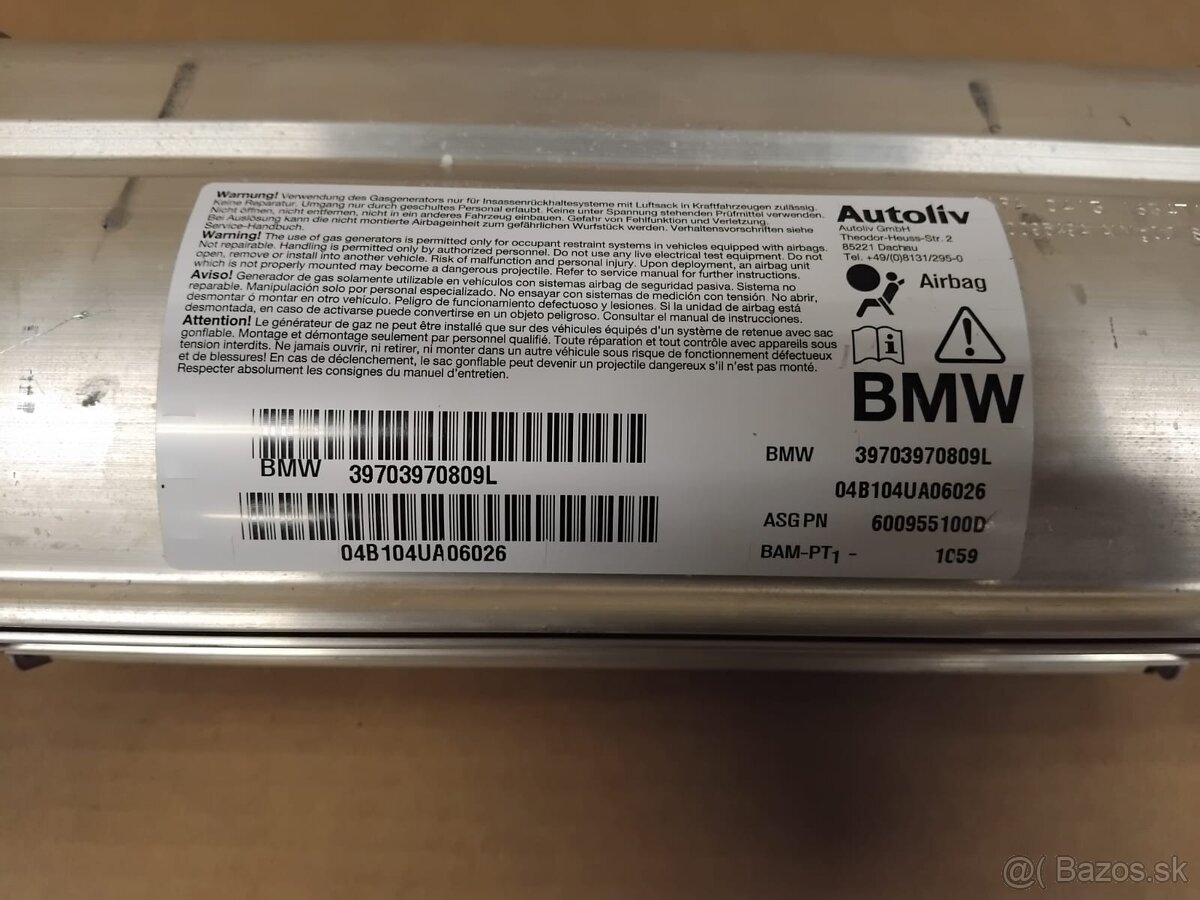 Warnung! Verwendung des Gasgenerators nur für Insassenrückhaltesysteme mit Luftsack in Kraftfahrzeugen zulässig.
Keine Reparatur. Umgang nur durch geschultes Personal erlaubt. Keine unter Spannung stehenden Prüfmittel verwenden.
Nicht öffnen, nicht entfernen, nicht in ein anderes Fahrzeug einbauen. Gefahr von Fehlfunktion und Verletzung.
Bei Auslösung kann die nicht montierte Airbageinheit zum gefährlichen Wurfstück werden. Verhaltensvorschriften siehe
Service-Handbuch.
Warning! The use of gas generators is permitted only for occupant restraint systems in vehicles equipped with airbags.
Not repairable. Handling is permitted only by authorized personnel. Do not use any live electrical test equipment. Do not
open, remove or install into another vehicle. Risk of malfunction and personal injury. Upon deployment, an airbag unit
which is not properly mounted may become a dangerous projectile. Refer to service manual for further instructions.
Aviso! Generador de gas solamente utilizable en vehículos con sistemas airbag de seguridad pasiva. Sistema no
reparable. Manipulación solo por personal especializado. No ensayar con sistemas de medición con tensión. No abrir,
desmontar ó montar en otro vehículo. Peligro de funcionamiento defectuoso y lesiones. Si la unidad de airbag está
desmontada, en caso de activarse puede convertirse en un objeto peligroso. Consultar el manual de instrucciones.
Attention! Le générateur de gaz ne peut être installé que sur des véhicules équipés d'un système de retenue avec sac
gonflable. Montage et démontage seulement par personnel qualifié. Toute réparation et tout contrôle avec appareils sous
tension interdits. Ne jamais ouvrir, ni retirer, ni monter dans un autre véhicule sous risque de fonctionnement défectueux
et de blessures! En cas de déclenchement, le sac gonflable peut devenir un projectile dangereux s'il n'est pas monté.
Respecter absolument les consignes du manuel d'entretien.
Autoliv
Autoliv GmbH
Theodor-Heuss-Str. 2
85221 Dachau
Tel. +49/(0)8131/295-0
Airbag
BMW
BMW 39703970809L
04B104UA06026
BMW 39703970809L
04B104UA06026
ASG PN 600955100D
BAM-PT1 - 1C59
@( Bazos.sk